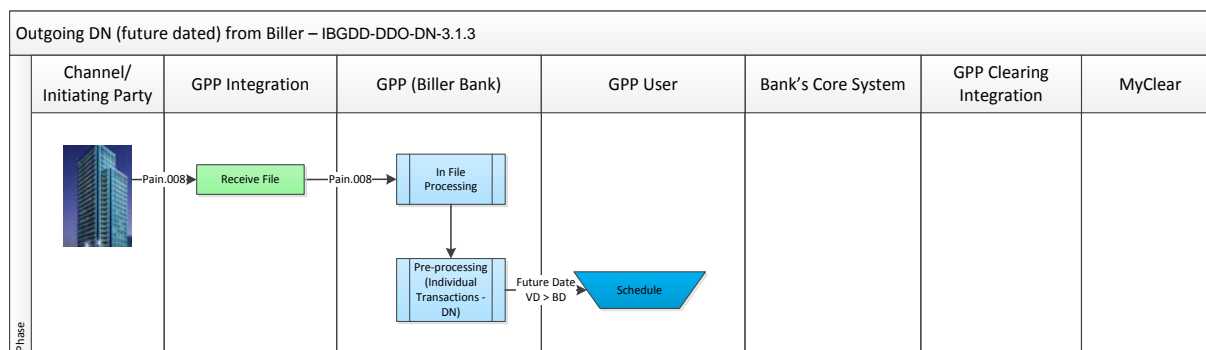 Outgoing DN (future dated) from Biller – IBGDD-DDO-DN-3.1.3
Phase
Channel/
Initiating Party
GPP Integration
GPP (Biller Bank)
GPP User
Bank's Core System
GPP Clearing
Integration
MyClear
Pain.008
Receive File
Pain.008
In File
Processing
Pre-processing
(Individual
Transactions -
DN)
Future Date
VD > BD
Schedule